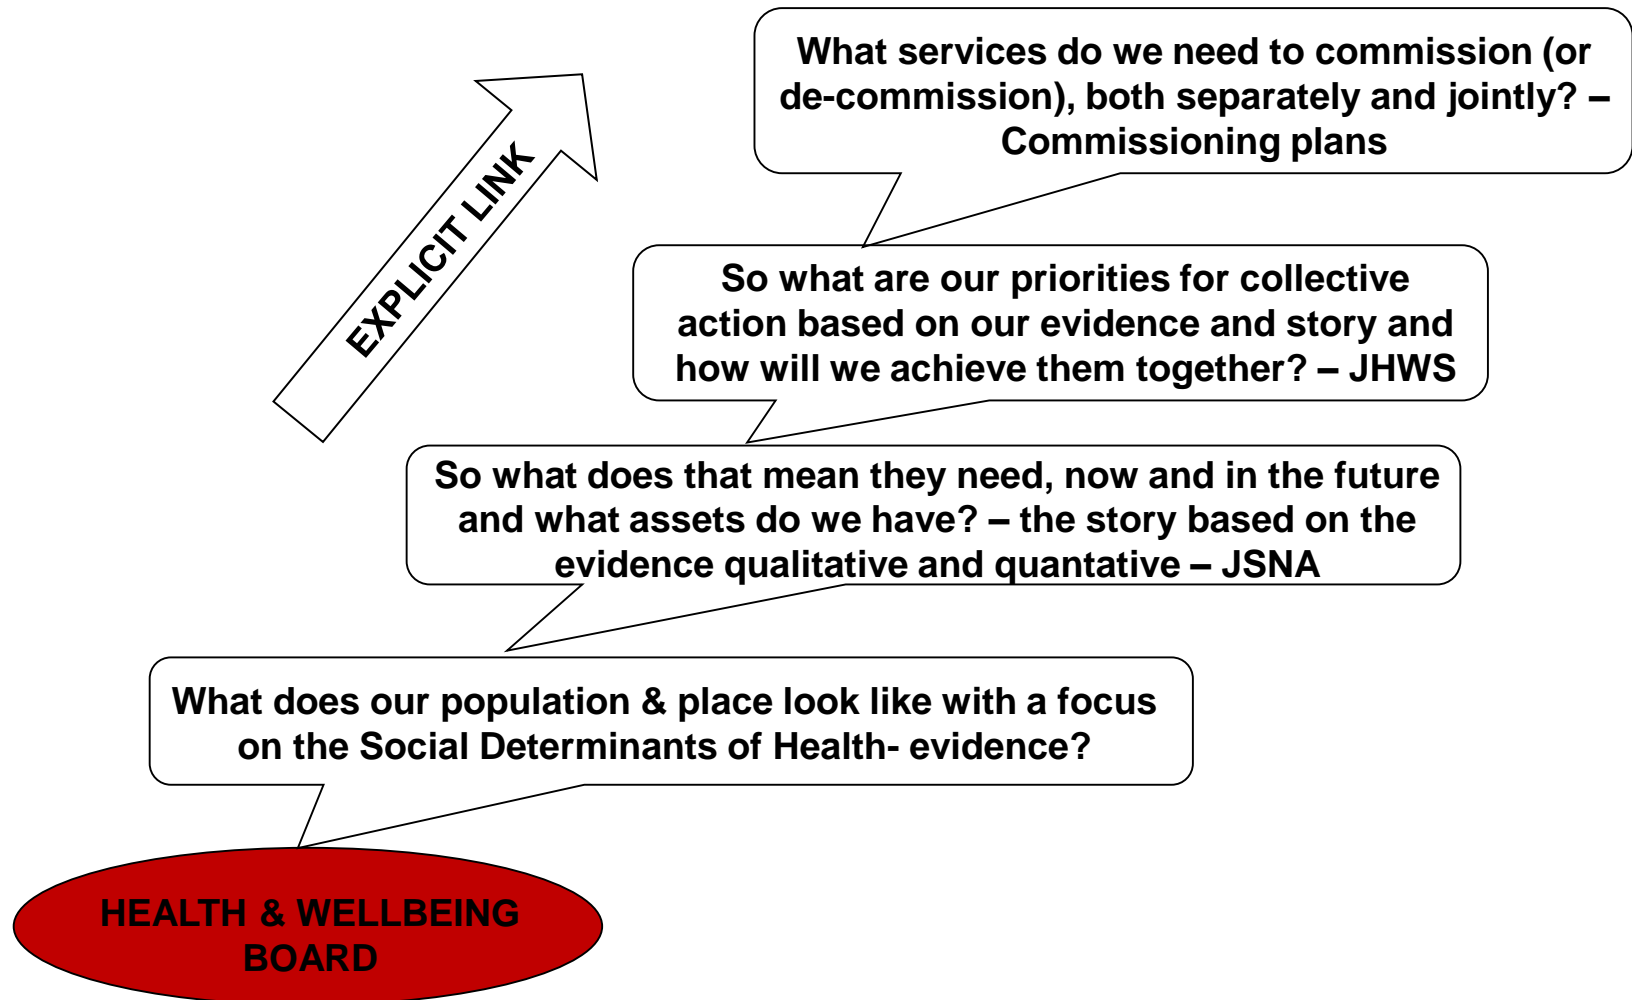 What services do we need to commission (or
de-commission), both separately and jointly? –
Commissioning plans
EXPLICIT LINK
So what are our priorities for collective
action based on our evidence and story and
how will we achieve them together? – JHWS
So what does that mean they need, now and in the future
and what assets do we have? – the story based on the
evidence qualitative and quantative – JSNA
What does our population & place look like with a focus
on the Social Determinants of Health- evidence?
HEALTH & WELLBEING
BOARD